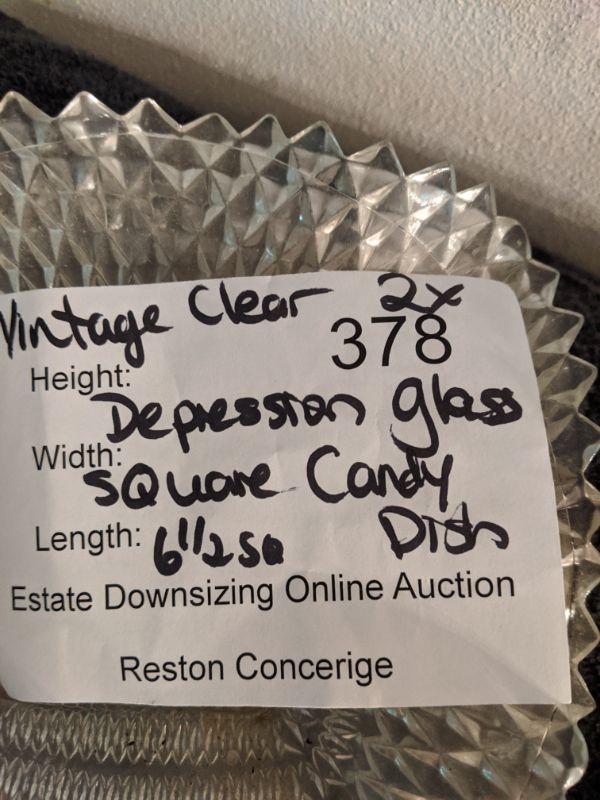 Vintage Clear 2x
378
Height:
Depression glass
Width:
SQuare Candy
Length: 6 1/2 SQ Dish
Estate Downsizing Online Auction
Reston Concerige